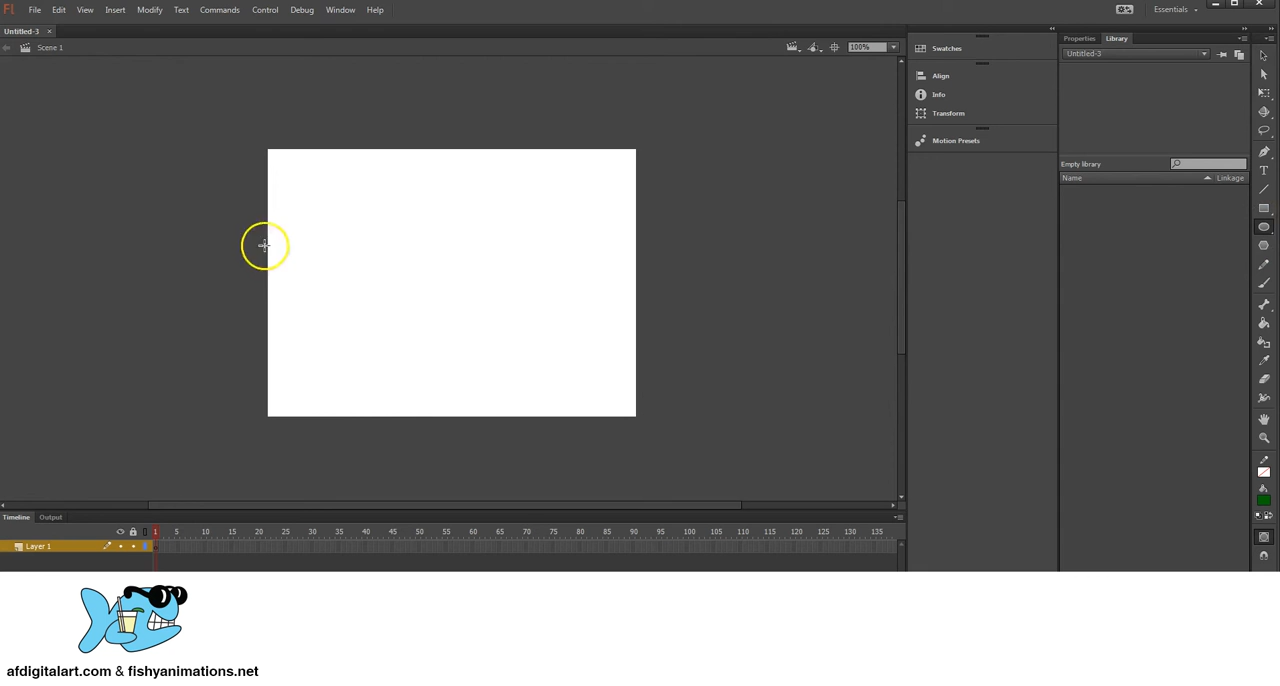 Fl File Edit View Insert Modify Text Commands Control Debug Window Help Essentials
Untitled-3 × Properties Library
Scene 1 100% Swatches Untitled-3
Align
Info
Transform
Motion Presets
Empty library
Name Linkage
Timeline Output
1 5 10 15 20 25 30 35 40 45 50 55 60 65 70 75 80 85 90 95 100 105 110 115 120 125 130 135
Layer 1
afdigitalart.com & fishyanimations.net